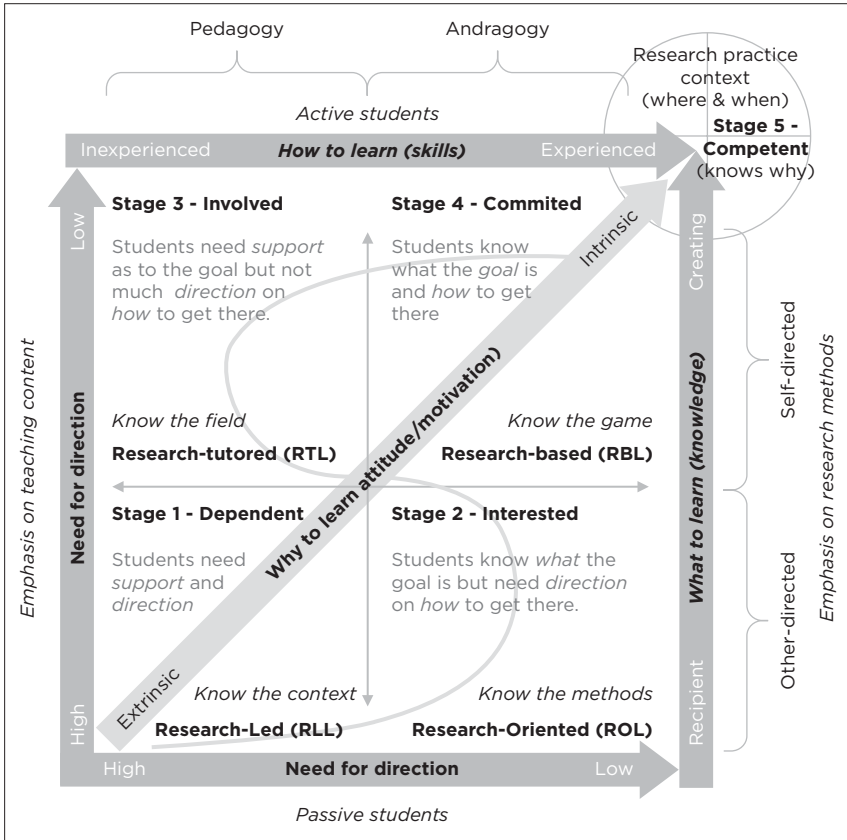 Pedagogy
Andragogy
Research practice
context
(where & when)
Stage 5 -
Competent
(knows why)
Active students
Inexperienced
How to learn (skills)
Experienced
Stage 3 - Involved
Students need support
as to the goal but not
much direction on
how to get there.
Stage 4 - Commited
Students know
what the goal is
and how to get
there
Low
Need for direction
High
Emphasis on teaching content
Intrinsic
Why to learn attitude/motivation)
Extrinsic
Creating
What to learn (knowledge)
Recipient
Self-directed
Other-directed
Emphasis on research methods
Know the field
Research-tutored (RTL)
Know the game
Research-based (RBL)
Stage 1 - Dependent
Students need
support and
direction
Stage 2 - Interested
Students know what the
goal is but need direction
on how to get there.
Know the context
Research-Led (RLL)
Know the methods
Research-Oriented (ROL)
High
Need for direction
Low
Passive students